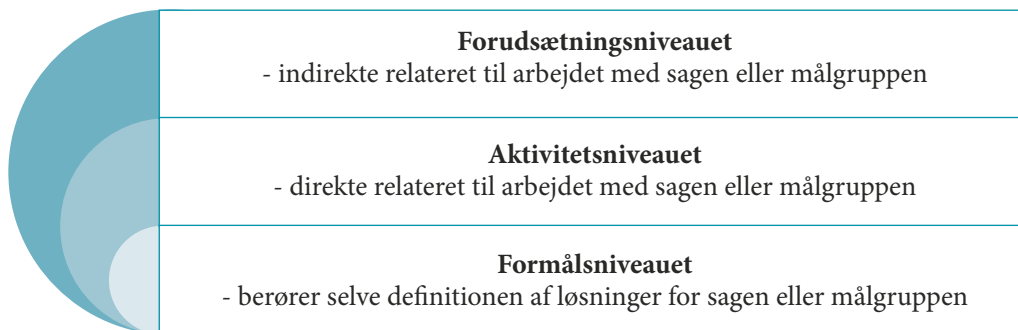 Forudsætningsniveauet
- indirekte relateret til arbejdet med sagen eller målgruppen
Aktivitetsniveauet
- direkte relateret til arbejdet med sagen eller målgruppen
Formålsniveauet
- berører selve definitionen af løsninger for sagen eller målgruppen